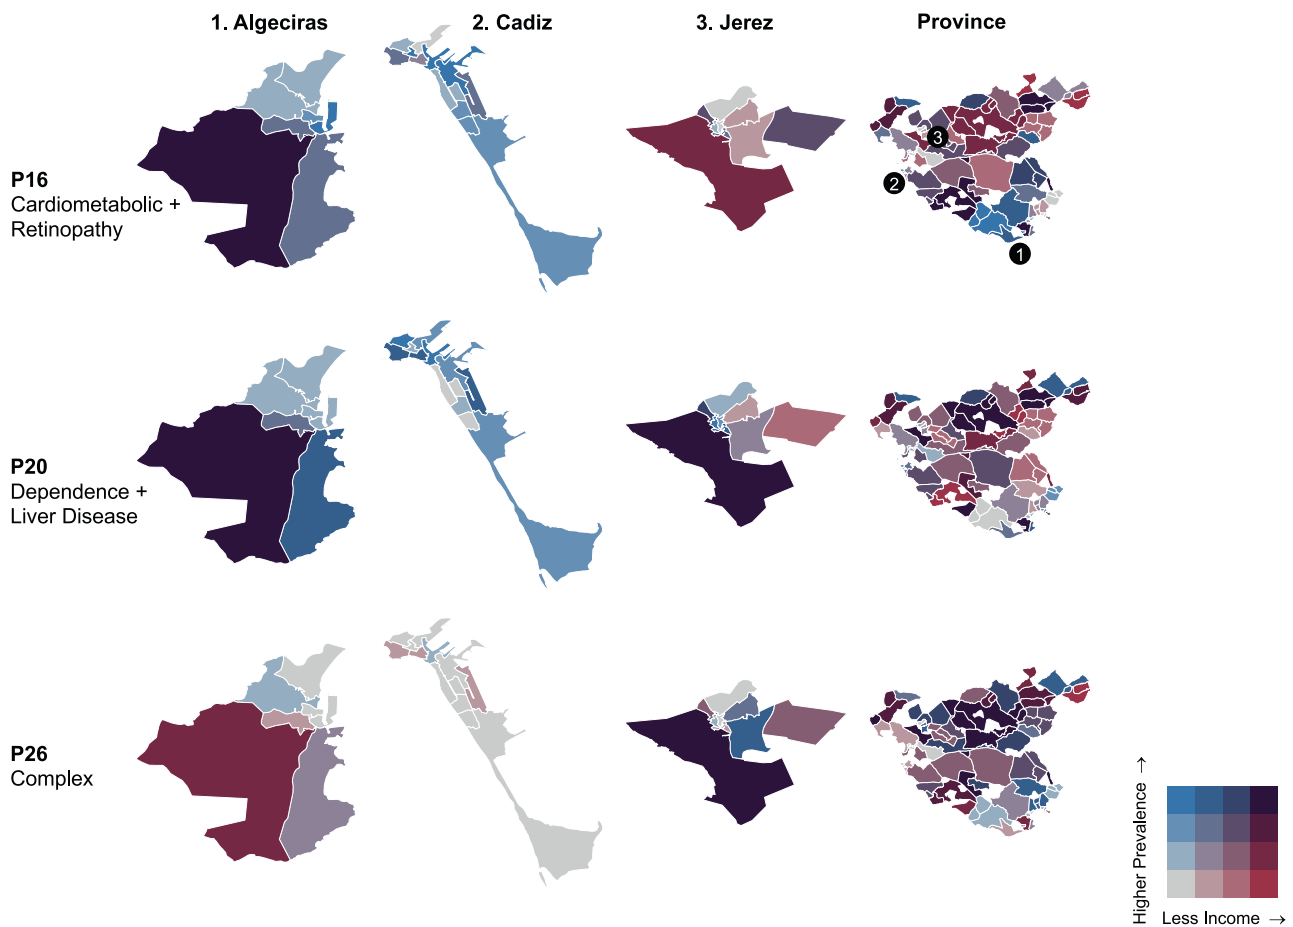 1. Algeciras
2. Cadiz
3. Jerez
Province
P16
Cardiometabolic +
Retinopathy
3
2
1
P20
Dependence +
Liver Disease
P26
Complex
Higher Prevalence →
Less Income →